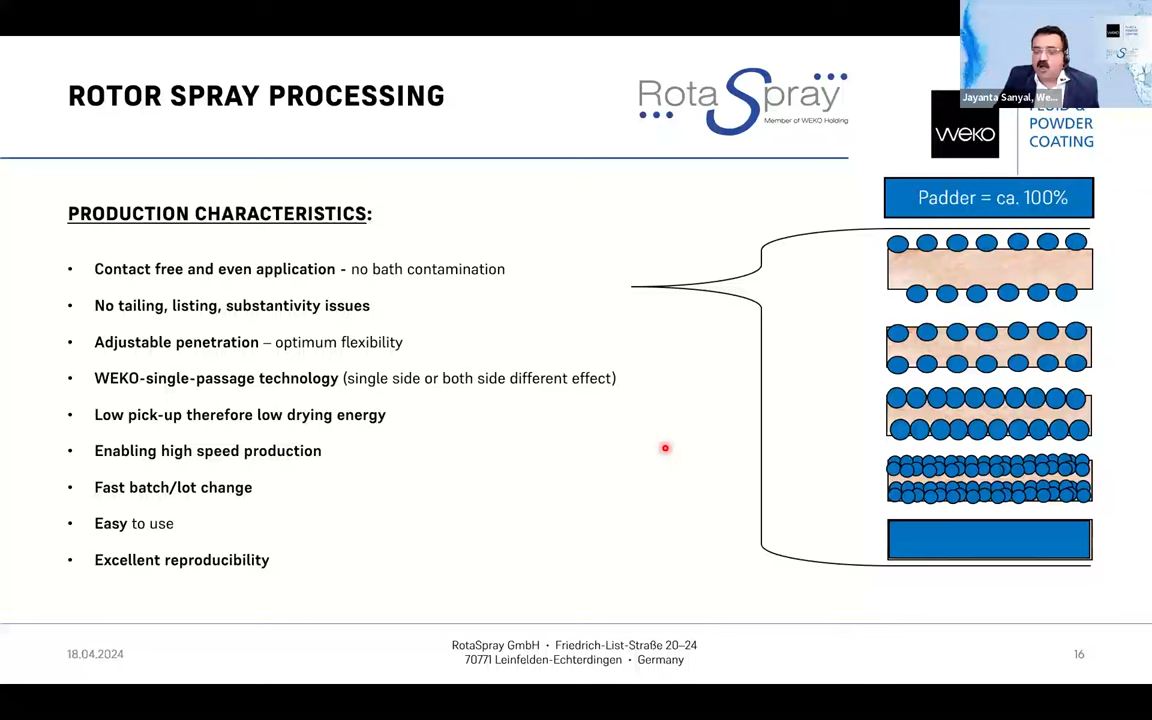 ROTOR SPRAY PROCESSING
RotaSpray
Member of WEKO Holding
WEKO
Jayanta Sanyal, We...
WEKO
POWDER
COATING
PRODUCTION CHARACTERISTICS:
Padder = ca. 100%
• Contact free and even application - no bath contamination
• No tailing, listing, substantivity issues
• Adjustable penetration – optimum flexibility
• WEKO-single-passage technology (single side or both side different effect)
• Low pick-up therefore low drying energy
• Enabling high speed production
• Fast batch/lot change
• Easy to use
• Excellent reproducibility
18.04.2024
RotaSpray GmbH • Friedrich-List-Straße 20–24
70771 Leinfelden-Echterdingen • Germany
16